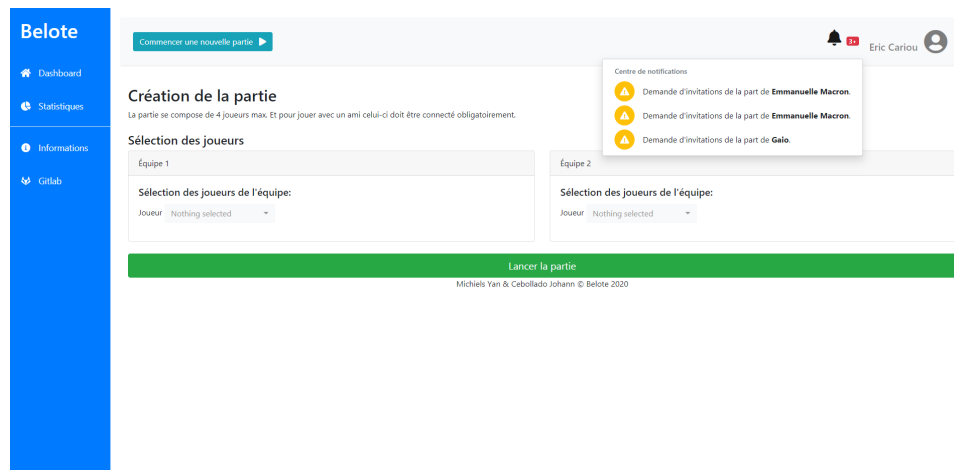 Belote
Dashboard
Statistiques
Informations
Gitlab
Commencer une nouvelle partie
3+
Eric Cariou
Centre de notifications
Demande d'invitations de la part de Emmanuelle Macron.
Demande d'invitations de la part de Emmanuelle Macron.
Demande d'invitations de la part de Gaio.
Création de la partie
La partie se compose de 4 joueurs max. Et pour jouer avec un ami celui-ci doit être connecté obligatoirement.
Sélection des joueurs
Équipe 1
Sélection des joueurs de l'équipe:
Joueur Nothing selected
Équipe 2
Sélection des joueurs de l'équipe:
Joueur Nothing selected
Lancer la partie
Michiels Yan & Cebollado Johann © Belote 2020